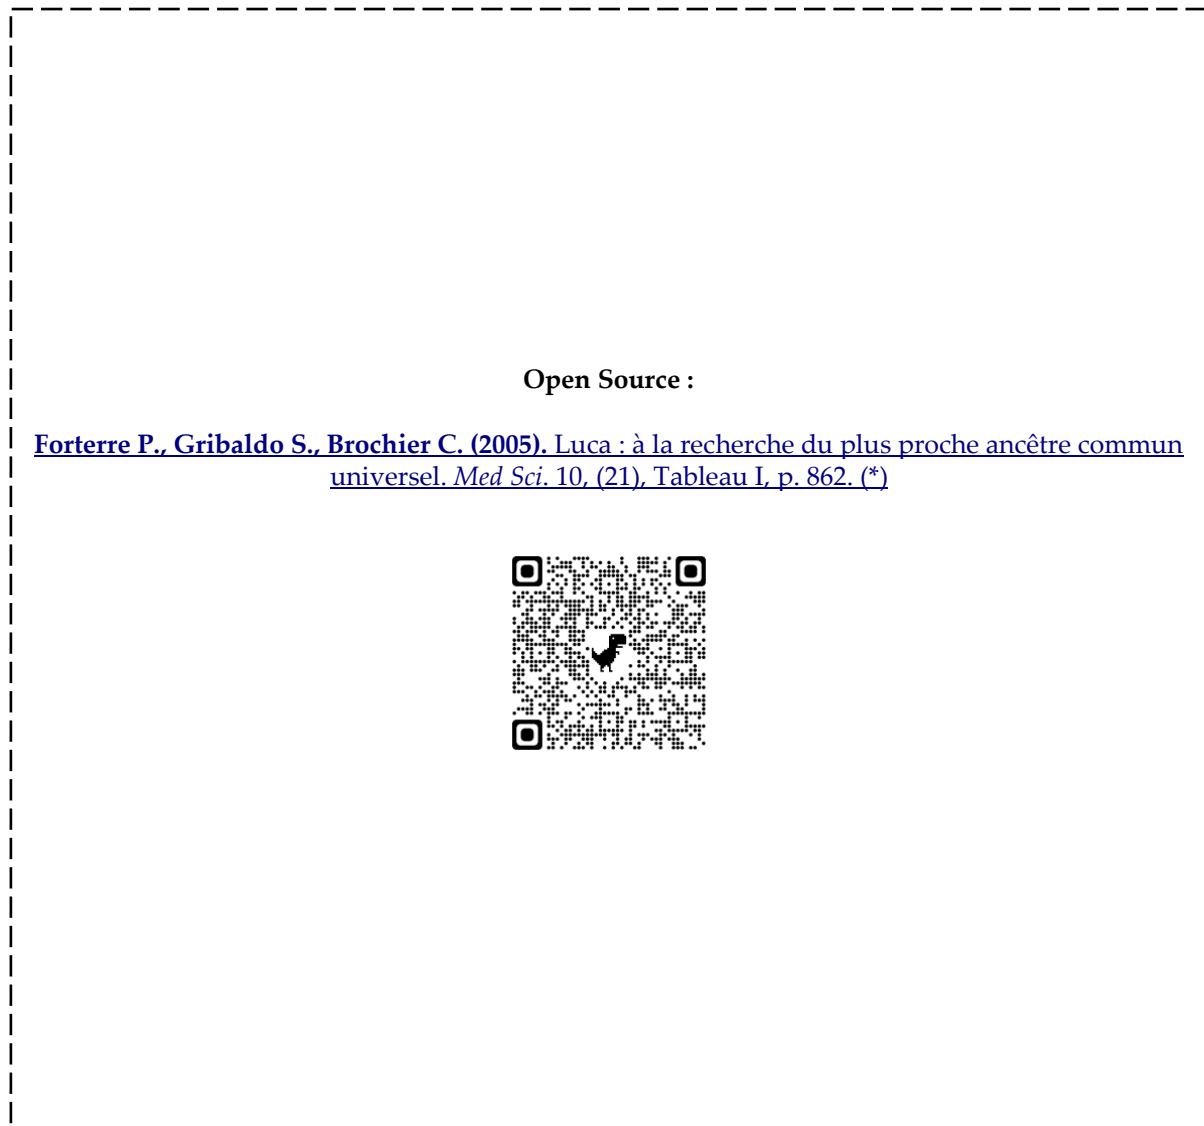 Open Source :
Forterre P., Gribaldo S., Brochier C. (2005). Luca : à la recherche du plus proche ancêtre commun
universel. Med Sci. 10, (21), Tableau I, p. 862. (*)